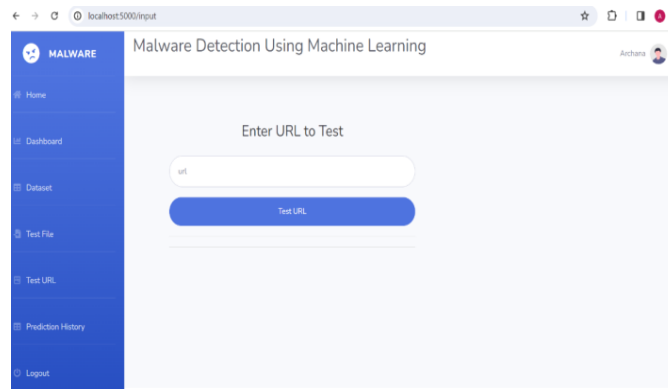 localhost:5000/input
A
MALWARE
Malware Detection Using Machine Learning
Archana
Home
Dashboard
Dataset
Test File
Test URL
Prediction History
Logout
Enter URL to Test
url
Test URL